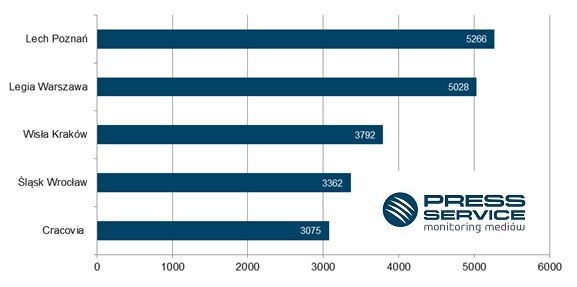 Lech Poznań 5266
Legia Warszawa 5028
Wisła Kraków 3792
Śląsk Wrocław 3362
Cracovia 3075
PRESS
SERVICE
monitoring mediów
0 1000 2000 3000 4000 5000 6000